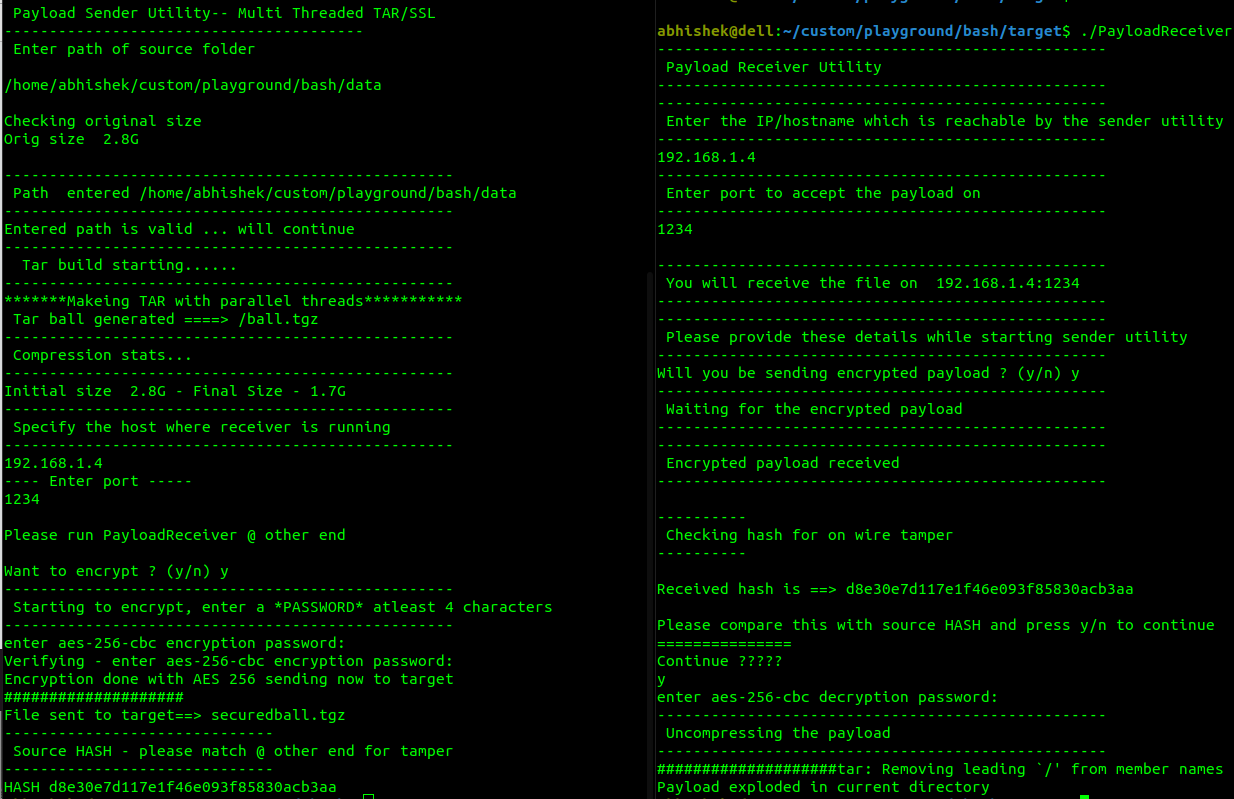 Payload Sender Utility-- Multi Threaded TAR/SSL
----------------------------------------
Enter path of source folder
/home/abhishek/custom/playground/bash/data
Checking original size
Orig size  2.8G
--------------------------------------------------
Path  entered /home/abhishek/custom/playground/bash/data
--------------------------------------------------
Entered path is valid ... will continue
--------------------------------------------------
Tar build starting......
--------------------------------------------------
*******Makeing TAR with parallel threads***********
Tar ball generated ====> /ball.tgz
--------------------------------------------------
Compression stats...
--------------------------------------------------
Initial size  2.8G - Final Size - 1.7G
--------------------------------------------------
Specify the host where receiver is running
--------------------------------------------------
192.168.1.4
---- Enter port -----
1234
Please run PayloadReceiver @ other end
Want to encrypt ? (y/n) y
--------------------------------------------------
Starting to encrypt, enter a *PASSWORD* atleast 4 characters
--------------------------------------------------
enter aes-256-cbc encryption password:
Verifying - enter aes-256-cbc encryption password:
Encryption done with AES 256 sending now to target
####################
File sent to target==> securedball.tgz
------------------------------
Source HASH - please match @ other end for tamper
------------------------------
HASH d8e30e7d117e1f46e093f85830acb3aa
abhishek@dell:~/custom/playground/bash/target$ ./PayloadReceiver
--------------------------------------------------
Payload Receiver Utility
--------------------------------------------------
--------------------------------------------------
Enter the IP/hostname which is reachable by the sender utility
--------------------------------------------------
192.168.1.4
--------------------------------------------------
Enter port to accept the payload on
--------------------------------------------------
1234
--------------------------------------------------
You will receive the file on  192.168.1.4:1234
--------------------------------------------------
--------------------------------------------------
Please provide these details while starting sender utility
--------------------------------------------------
Will you be sending encrypted payload ? (y/n) y
--------------------------------------------------
Waiting for the encrypted payload
--------------------------------------------------
--------------------------------------------------
Encrypted payload received
--------------------------------------------------
----------
Checking hash for on wire tamper
----------
Received hash is ==> d8e30e7d117e1f46e093f85830acb3aa
Please compare this with source HASH and press y/n to continue
===============
Continue ?????
y
enter aes-256-cbc decryption password:
--------------------------------------------------
Uncompressing the payload
--------------------------------------------------
####################tar: Removing leading `/' from member names
Payload exploded in current directory